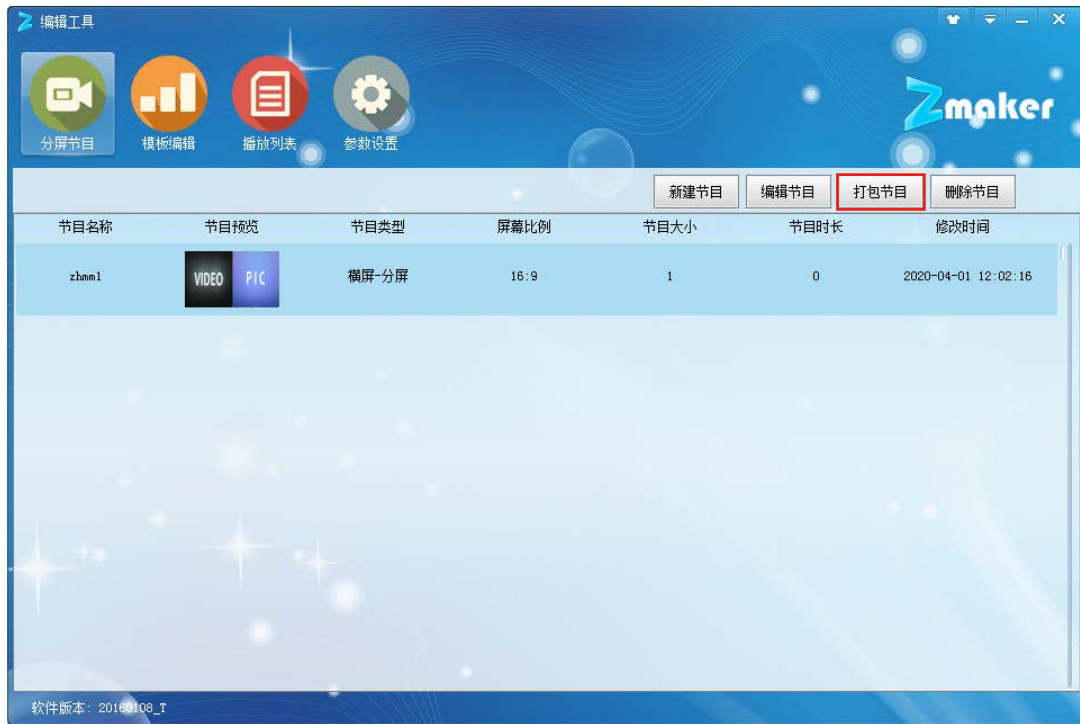 编辑工具
Zmaker
分屏节目 模板编辑 播放列表 参数设置
新建节目 编辑节目 打包节目 删除节目
节目名称 节目预览 节目类型 屏幕比例 节目大小 节目时长 修改时间
zhmm1 VIDEO PIC 横屏-分屏 16:9 1 0 2020-04-01 12:02:16
软件版本: 20160108_T